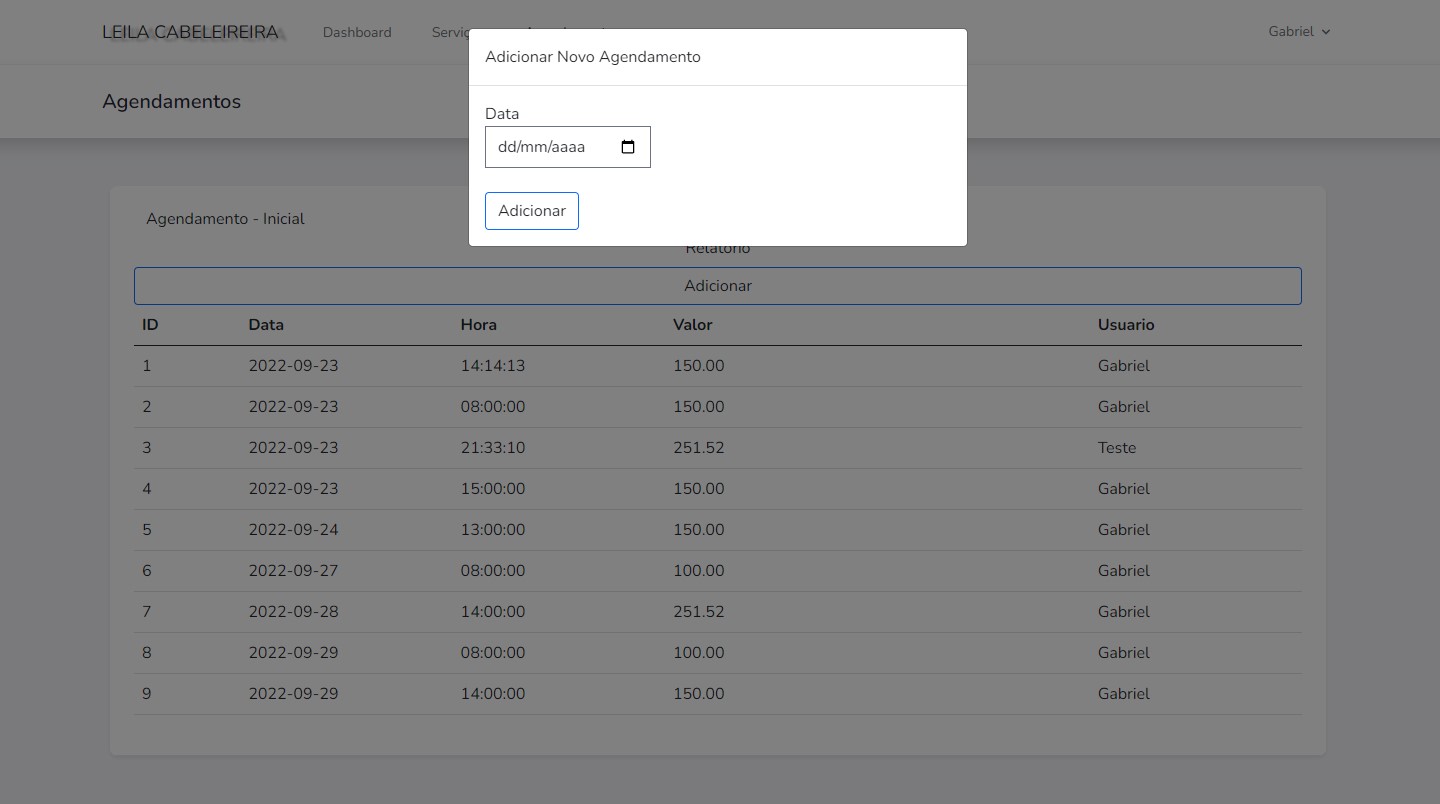 LEILA CABELEIREIRA Dashboard Gabriel
Adicionar Novo Agendamento
Agendamentos
Data
dd/mm/aaaa
Adicionar
Agendamento - Inicial
Relatório
Adicionar
ID Data Hora Valor Usuario
1 2022-09-23 14:14:13 150.00 Gabriel
2 2022-09-23 08:00:00 150.00 Gabriel
3 2022-09-23 21:33:10 251.52 Teste
4 2022-09-23 15:00:00 150.00 Gabriel
5 2022-09-24 13:00:00 150.00 Gabriel
6 2022-09-27 08:00:00 100.00 Gabriel
7 2022-09-28 14:00:00 251.52 Gabriel
8 2022-09-29 08:00:00 100.00 Gabriel
9 2022-09-29 14:00:00 150.00 Gabriel